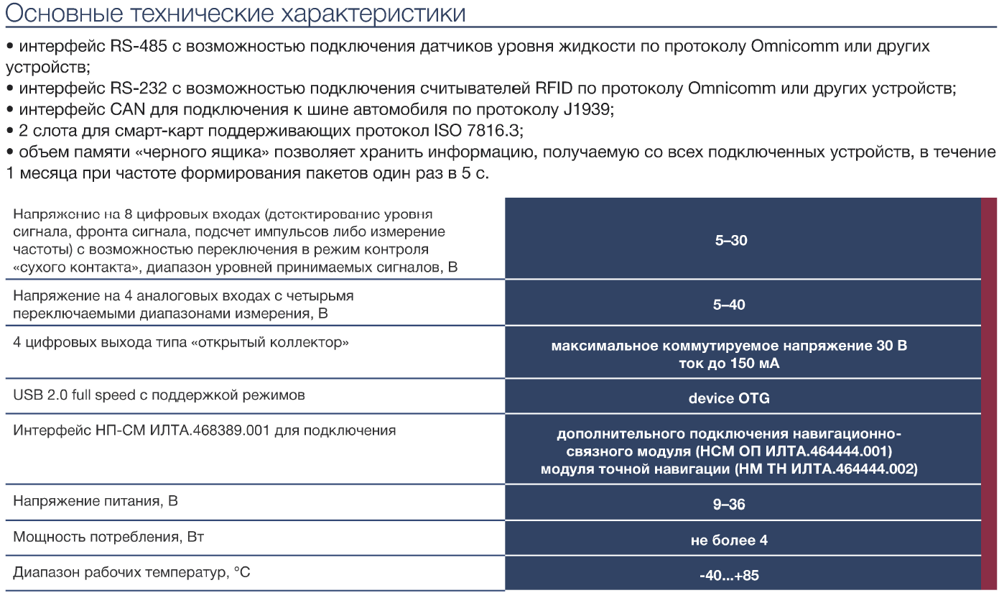 Основные технические характеристики
• интерфейс RS-485 с возможностью подключения датчиков уровня жидкости по протоколу Omnicomm или других
устройств;
• интерфейс RS-232 с возможностью подключения считывателей RFID по протоколу Omnicomm или других устройств;
• интерфейс CAN для подключения к шине автомобиля по протоколу J1939;
• 2 слота для смарт-карт поддерживающих протокол ISO 7816.3;
• объем памяти «черного ящика» позволяет хранить информацию, получаемую со всех подключенных устройств, в течение
1 месяца при частоте формирования пакетов один раз в 5 с.
Напряжение на 8 цифровых входах (детектирование уровня
сигнала, фронта сигнала, подсчет импульсов либо измерение
частоты) с возможностью переключения в режим контроля
«сухого контакта», диапазон уровней принимаемых сигналов, В
5–30
Напряжение на 4 аналоговых входах с четырьмя
переключаемыми диапазонами измерения, В
5–40
4 цифровых выхода типа «открытый коллектор»
максимальное коммутируемое напряжение 30 В
ток до 150 мА
USB 2.0 full speed с поддержкой режимов
device OTG
Интерфейс НП-СМ ИЛТА.468389.001 для подключения
дополнительного подключения навигационно-
связного модуля (НСМ ОП ИЛТА.464444.001)
модуля точной навигации (НМ ТН ИЛТА.464444.002)
Напряжение питания, В
9–36
Мощность потребления, Вт
не более 4
Диапазон рабочих температур, °С
-40...+85